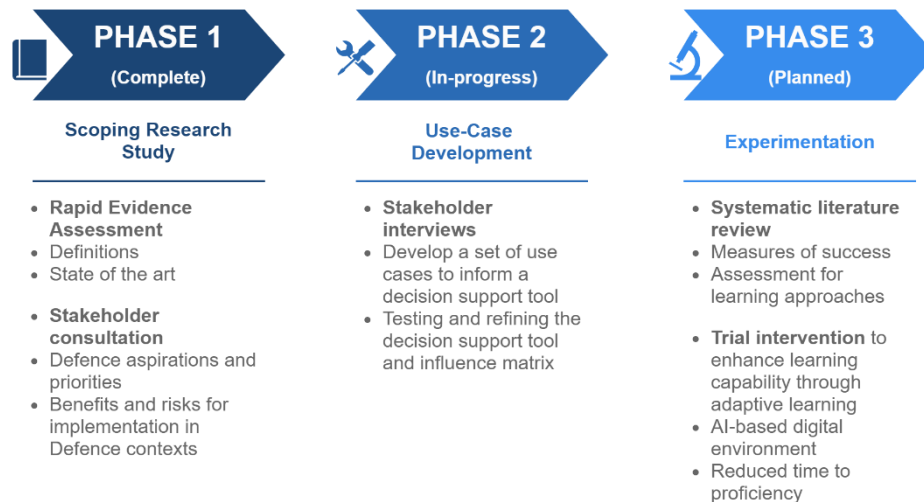 PHASE 1
(Complete)
Scoping Research
Study
• Rapid Evidence
Assessment
• Definitions
• State of the art
• Stakeholder
consultation
• Defence aspirations and
priorities
• Benefits and risks for
implementation in
Defence contexts
PHASE 2
(In-progress)
Use-Case
Development
• Stakeholder
interviews
• Develop a set of use
cases to inform a
decision support tool
• Testing and refining the
decision support tool
and influence matrix
PHASE 3
(Planned)
Experimentation
• Systematic literature
review
• Measures of success
• Assessment for
learning approaches
• Trial intervention to
enhance learning
capability through
adaptive learning
• AI-based digital
environment
• Reduced time to
proficiency